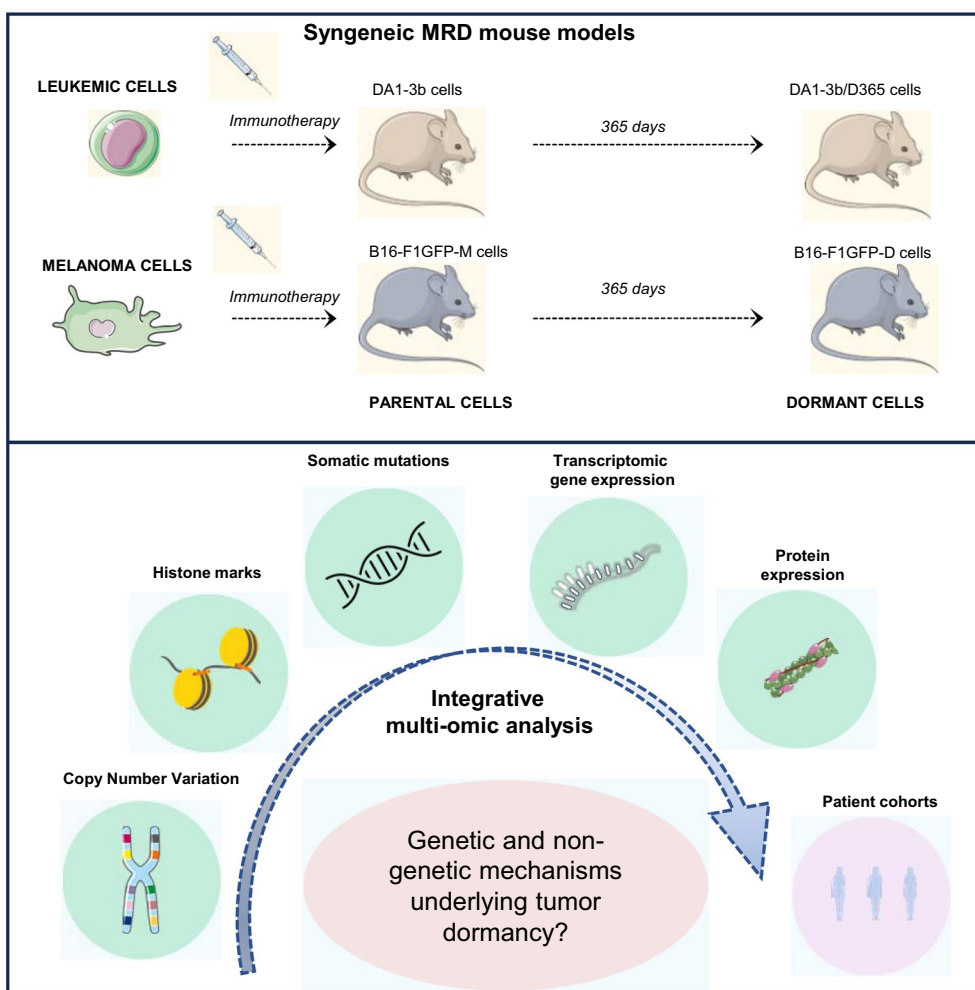 Syngeneic MRD mouse models
LEUKEMIC CELLS
Immunotherapy
DA1-3b cells
365 days
DA1-3b/D365 cells
MELANOMA CELLS
Immunotherapy
B16-F1GFP-M cells
365 days
B16-F1GFP-D cells
PARENTAL CELLS
DORMANT CELLS
Somatic mutations
Transcriptomic
gene expression
Histone marks
Protein
expression
Integrative
multi-omic analysis
Copy Number Variation
Patient cohorts
Genetic and non-
genetic mechanisms
underlying tumor
dormancy?